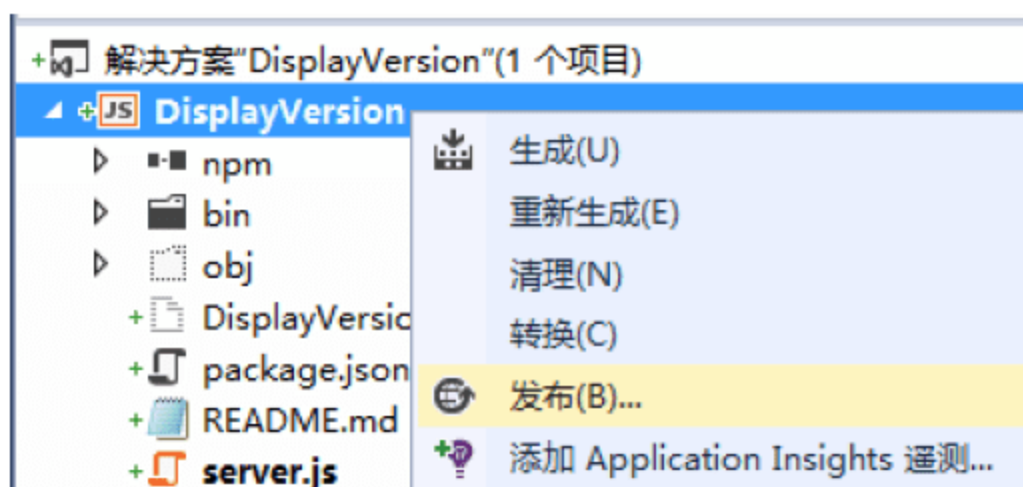 解决方案"DisplayVersion"(1 个项目)
JS DisplayVersion
npm
bin
obj
DisplayVersic
package.json
README.md
server.js
生成(U)
重新生成(E)
清理(N)
转换(C)
发布(B)...
添加 Application Insights 遥测...